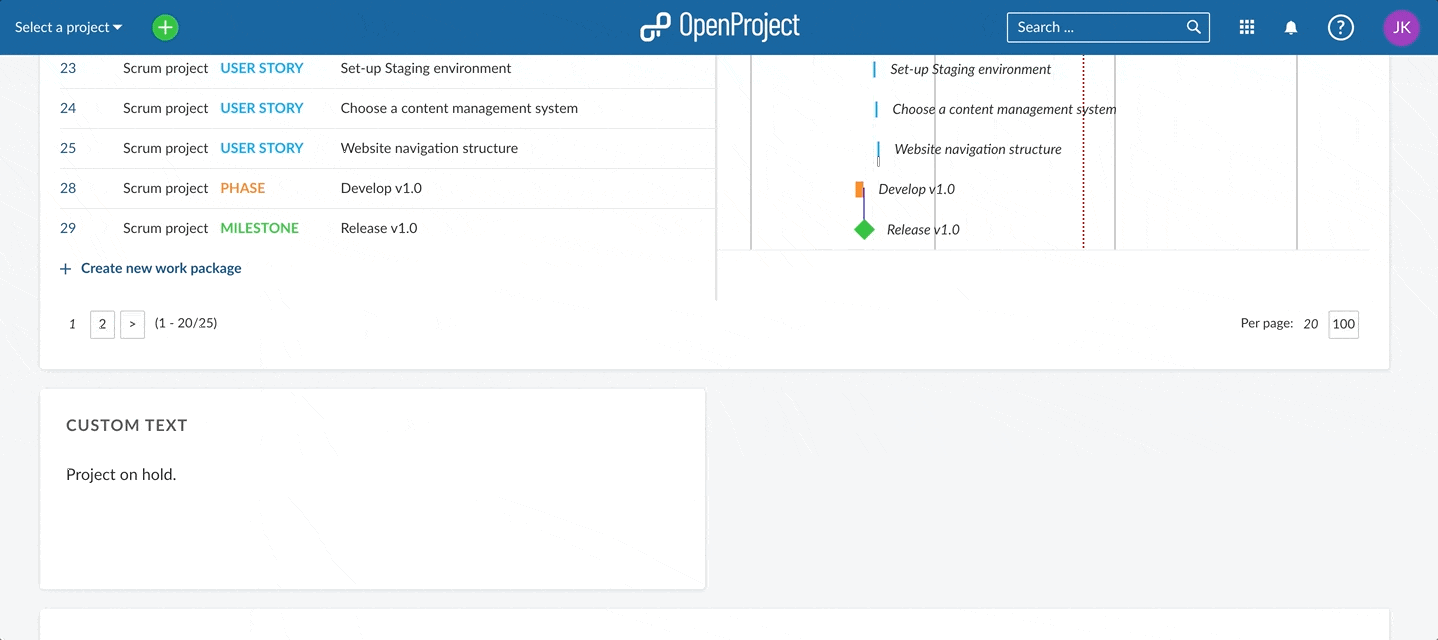 Select a project
OpenProject
Search ...
?
JK
23 Scrum project USER STORY Set-up Staging environment Set-up Staging environment
24 Scrum project USER STORY Choose a content management system Choose a content management system
25 Scrum project USER STORY Website navigation structure Website navigation structure
28 Scrum project PHASE Develop v1.0 Develop v1.0
29 Scrum project MILESTONE Release v1.0 Release v1.0
+ Create new work package
1 2 > (1 - 20/25) Per page: 20 100
CUSTOM TEXT
Project on hold.